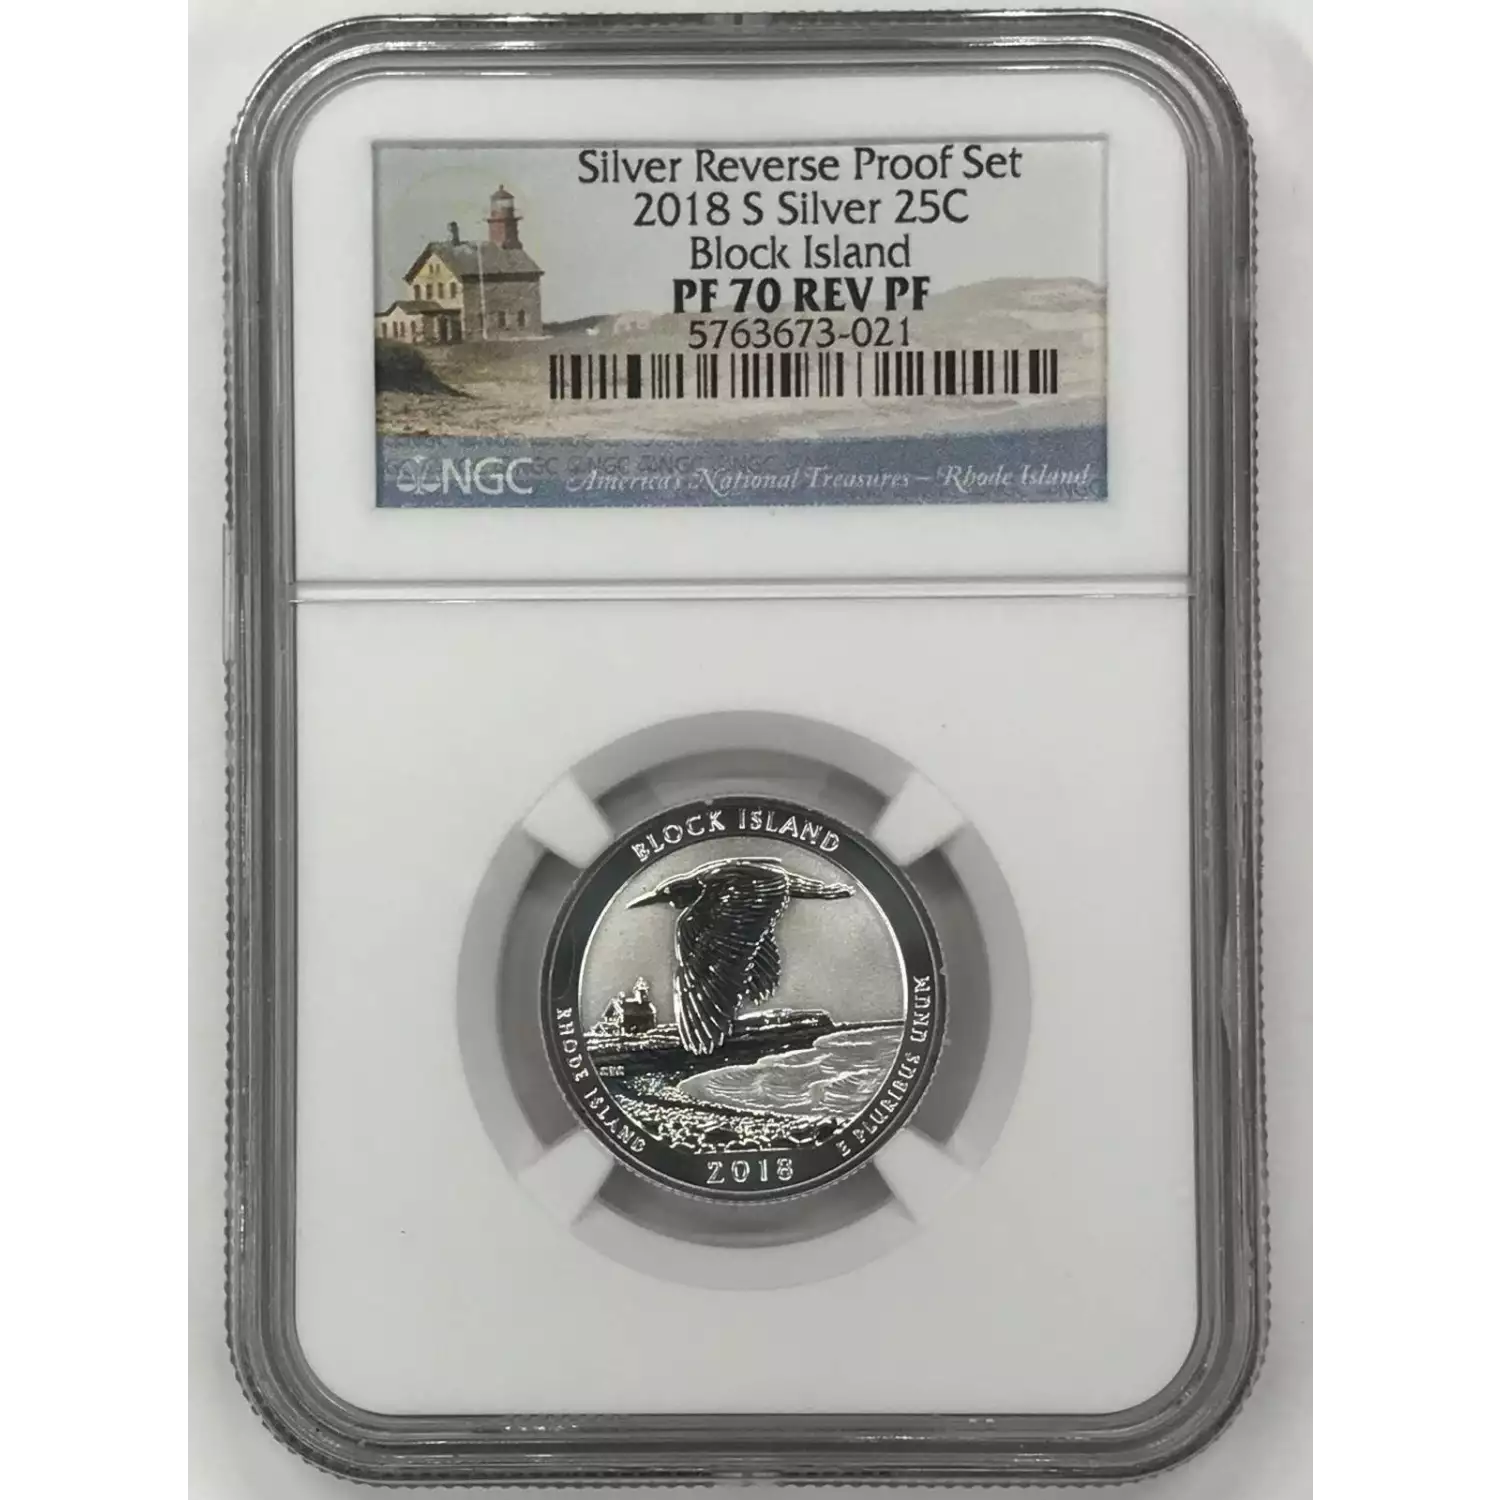 Silver Reverse Proof Set
2018 S Silver 25C
Block Island
PF 70 REV PF
5763673-021
NGC America's National Treasures – Rhode Island
BLOCK ISLAND
RHODE ISLAND
2018
E PLURIBUS UNUM